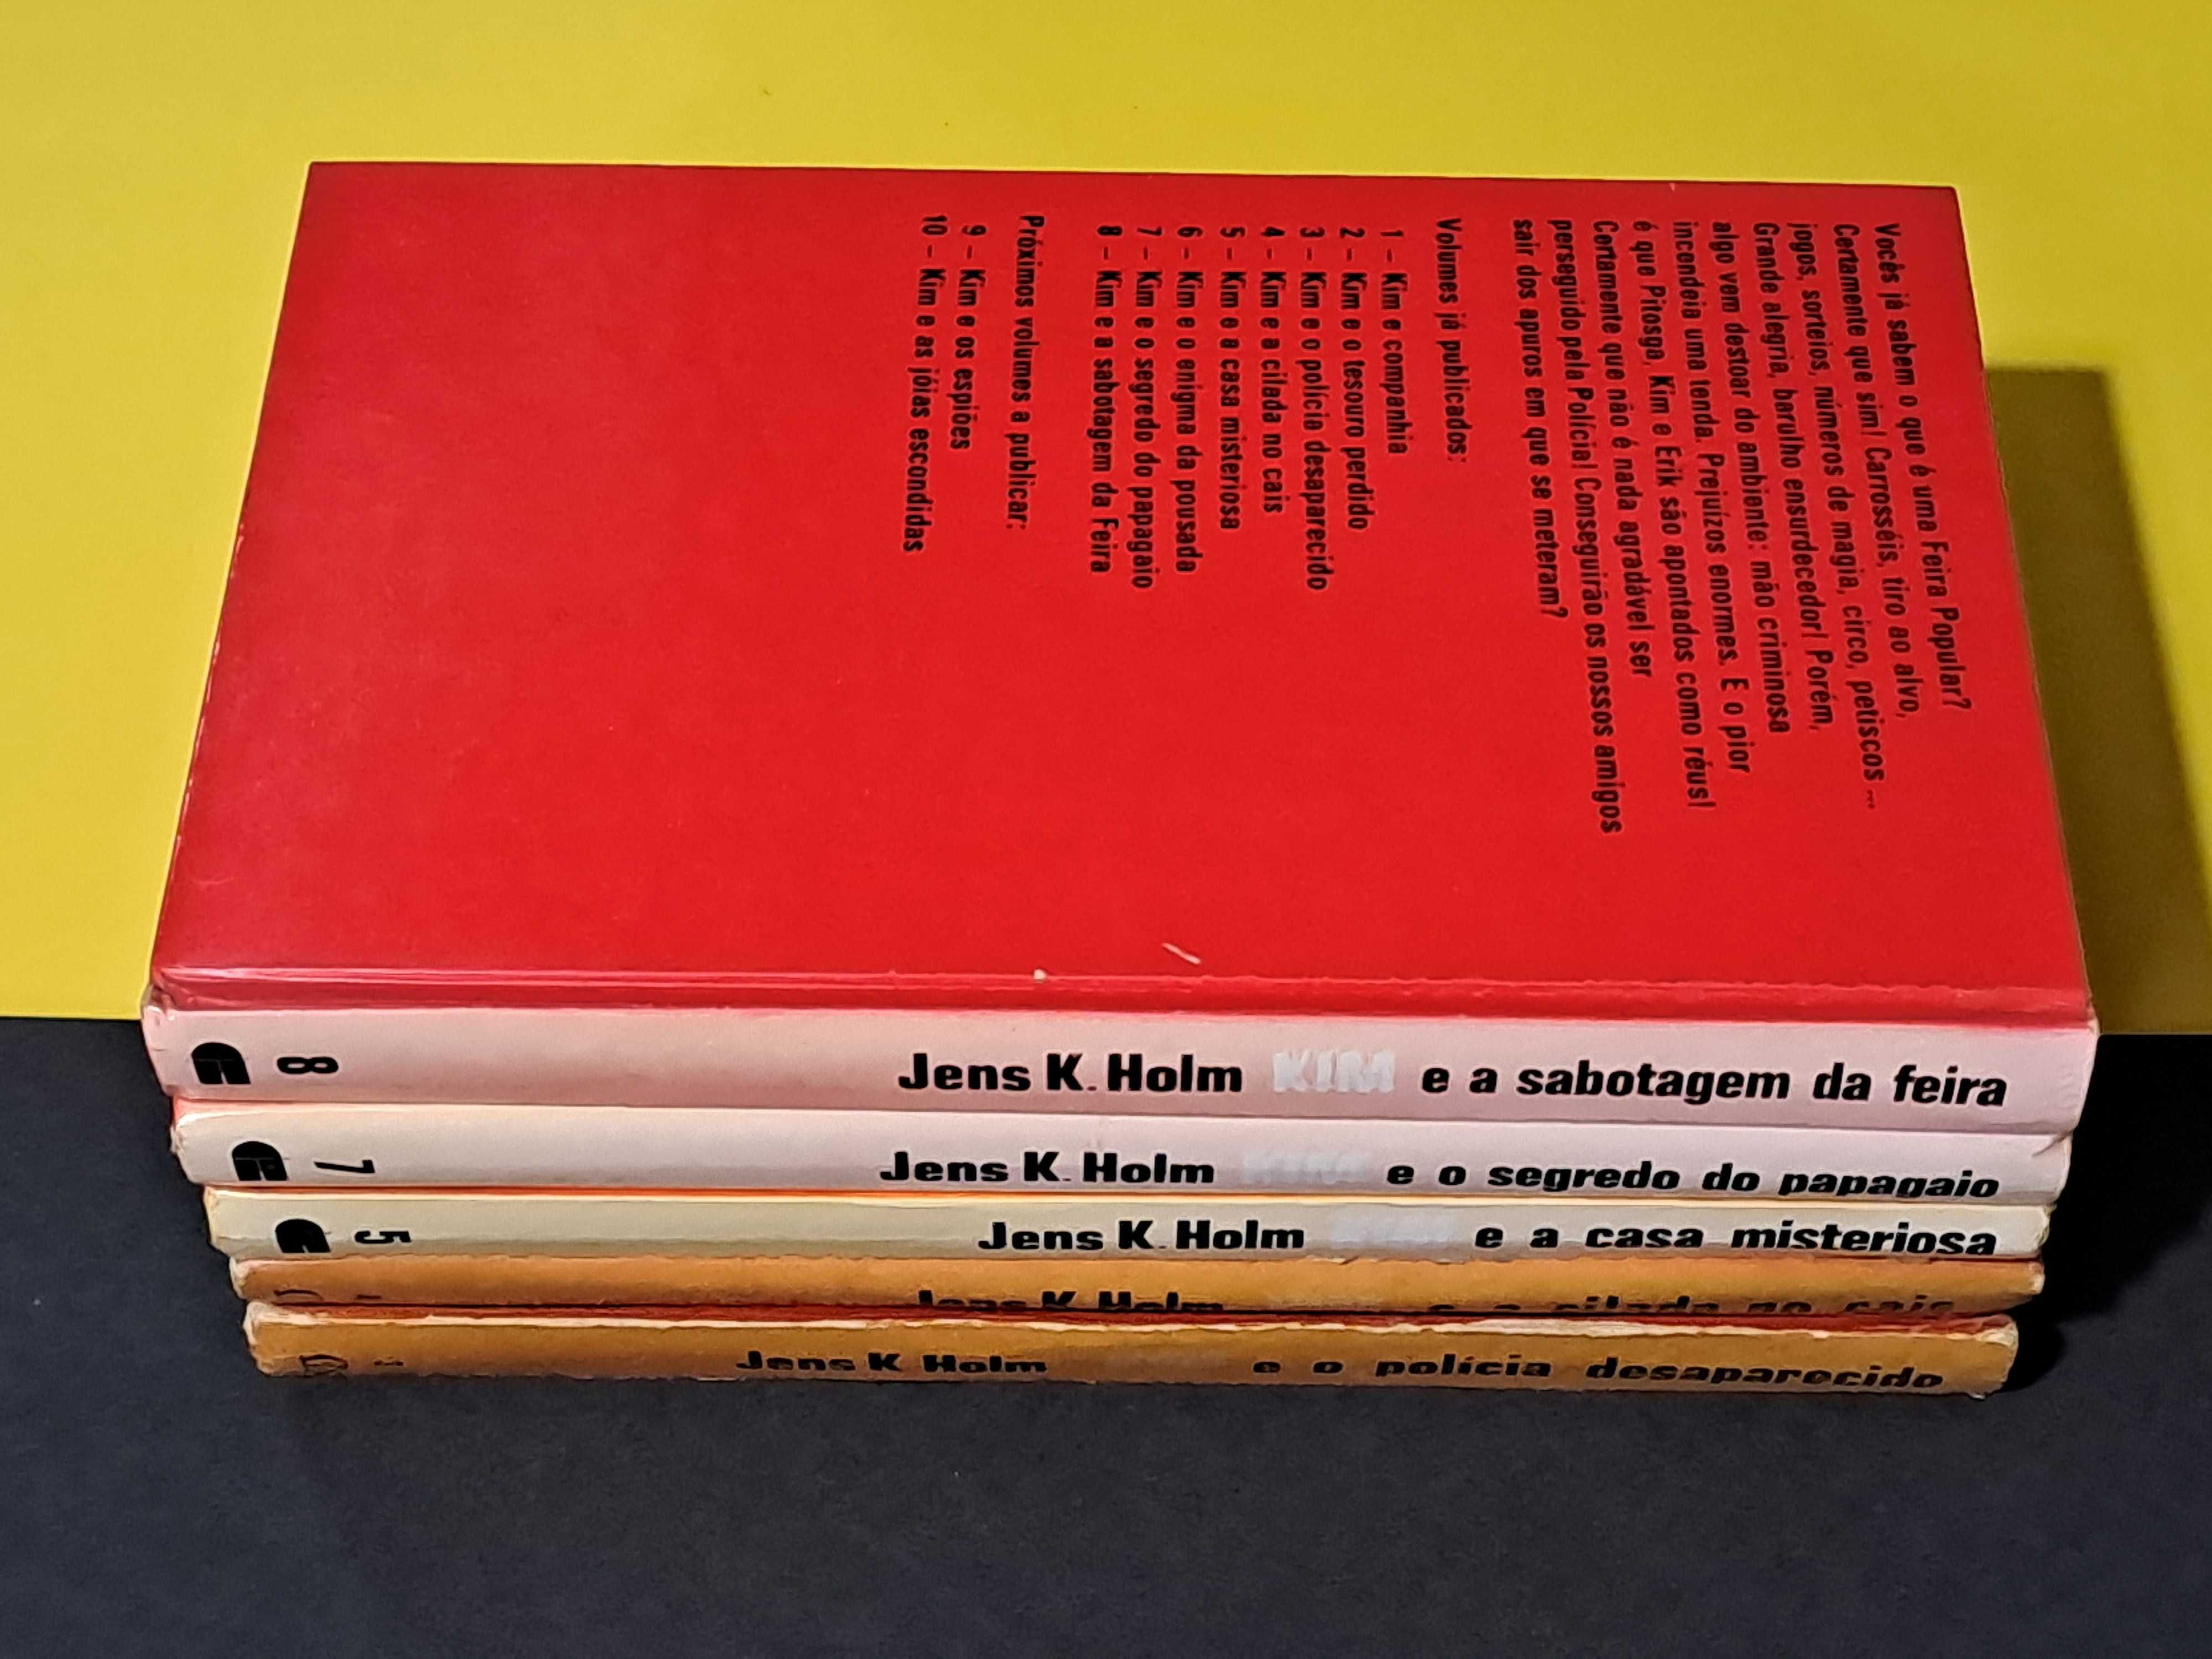 Vocês já sabem o que é uma Feira Popular?
Certamente que sim! Carrosséis, tiro ao alvo,
jogos, sorteios, números de magia, circo, petiscos ...
Grande alegria, barulho ensurdecedor! Porém,
algo vem destoar do ambiente: mão criminosa
incendeia uma tenda. Prejuízos enormes. E o pior
é que Pitosga, Kim e Erik são apontados como réus!
Certamente que não é nada agradável ser
perseguido pela Polícia! Conseguirão os nossos amigos
sair dos apuros em que se meteram?
Volumes já publicados:
1 – Kim e companhia
2 – Kim e o tesouro perdido
3 – Kim e o polícia desaparecido
4 – Kim e a cilada no cais
5 – Kim e a casa misteriosa
6 – Kim e o enigma da pousada
7 – Kim e o segredo do papagaio
8 – Kim e a sabotagem da Feira
Próximos volumes a publicar:
9 – Kim e os espiões
10 – Kim e as jóias escondidas
8 Jens K. Holm KIM e a sabotagem da feira
7 Jens K. Holm KIM e o segredo do papagaio
5 Jens K. Holm e a casa misteriosa
Jens K. Holm e a cilada no cais
Jens K. Holm e o polícia desaparecido